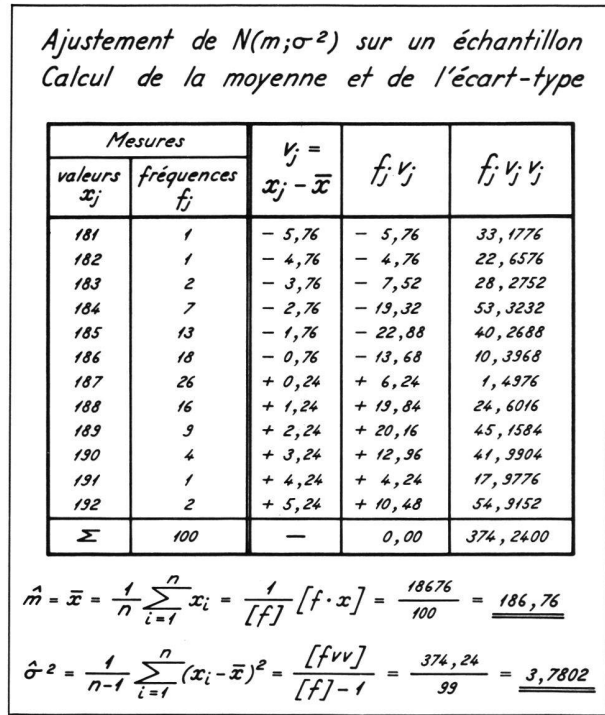 Ajustement de N(m;σ²) sur un échantillon
Calcul de la moyenne et de l'écart-type
Mesures
valeurs xⱼ
fréquences fⱼ
vⱼ = xⱼ - x̄
fⱼ vⱼ
fⱼ vⱼ vⱼ
181 1 - 5,76 - 5,76 33,1776
182 1 - 4,76 - 4,76 22,6576
183 2 - 3,76 - 7,52 28,2752
184 7 - 2,76 - 19,32 53,3232
185 13 - 1,76 - 22,88 40,2688
186 18 - 0,76 - 13,68 10,3968
187 26 + 0,24 + 6,24 1,4976
188 16 + 1,24 + 19,84 24,6016
189 9 + 2,24 + 20,16 45,1584
190 4 + 3,24 + 12,96 41,9904
191 1 + 4,24 + 4,24 17,9776
192 2 + 5,24 + 10,48 54,9152
Σ 100 — 0,00 374,2400
m̂ = x̄ = 1/n Σ_{i=1}^{n} xᵢ = 1/[f] [f·x] = 18676/100 = 186,76
σ̂² = 1/(n-1) Σ_{i=1}^{n} (xᵢ - x̄)² = [fvv]/([f]-1) = 374,24/99 = 3,7802